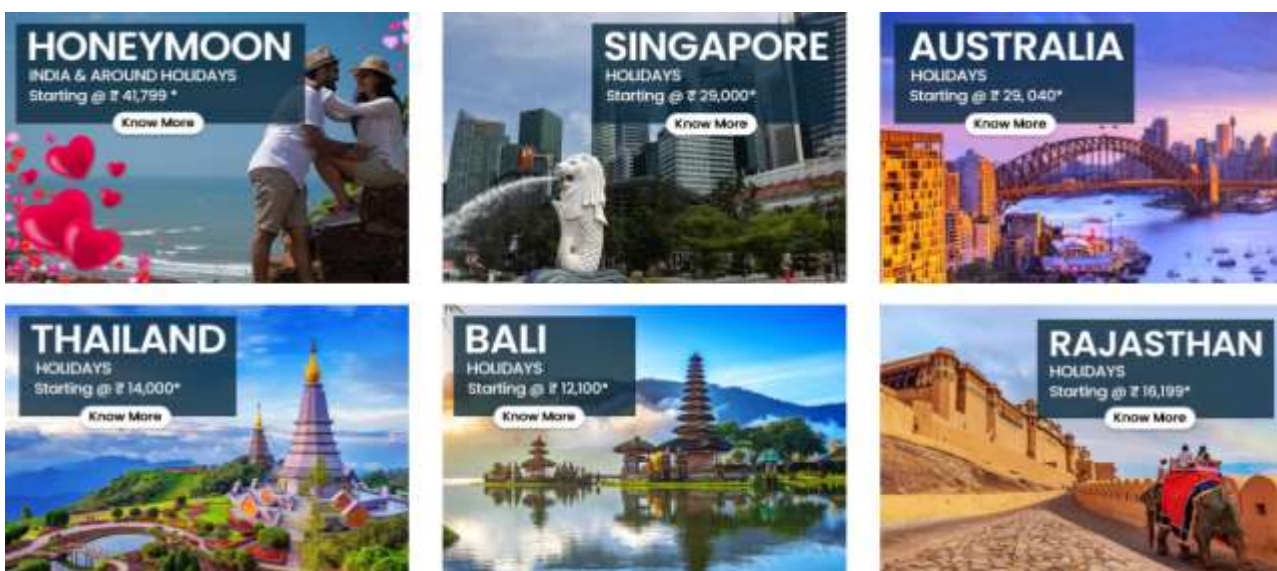 HONEYMOON
INDIA & AROUND HOLIDAYS
Starting @ ₹ 41,799 *
Know More
SINGAPORE
HOLIDAYS
Starting @ ₹ 29,000*
Know More
AUSTRALIA
HOLIDAYS
Starting @ ₹ 29, 040*
Know More
THAILAND
HOLIDAYS
Starting @ ₹ 14,000*
Know More
BALI
HOLIDAYS
Starting @ ₹ 12,100*
Know More
RAJASTHAN
HOLIDAYS
Starting @ ₹ 16,199*
Know More